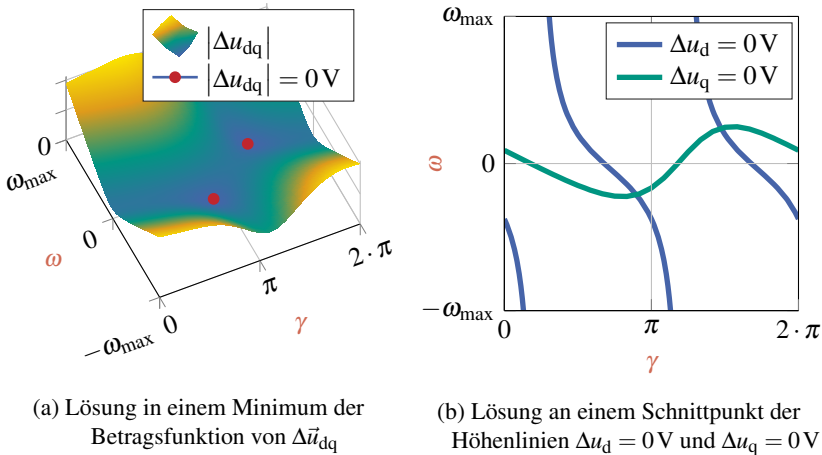 |Δu_dq|
|Δu_dq| = 0 V
0
ω_max
0
ω
−ω_max
0
π
2 · π
γ
(a) Lösung in einem Minimum der
Betragsfunktion von Δu⃗_dq
ω_max
Δu_d = 0 V
Δu_q = 0 V
ω
0
−ω_max
0
π
2 · π
γ
(b) Lösung an einem Schnittpunkt der
Höhenlinien Δu_d = 0 V und Δu_q = 0 V